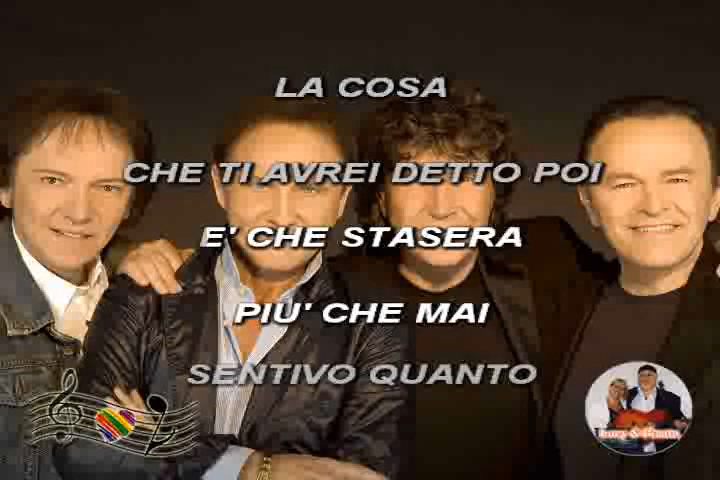 LA COSA
CHE TI AVREI DETTO POI
E' CHE STASERA
PIU' CHE MAI
SENTIVO QUANTO